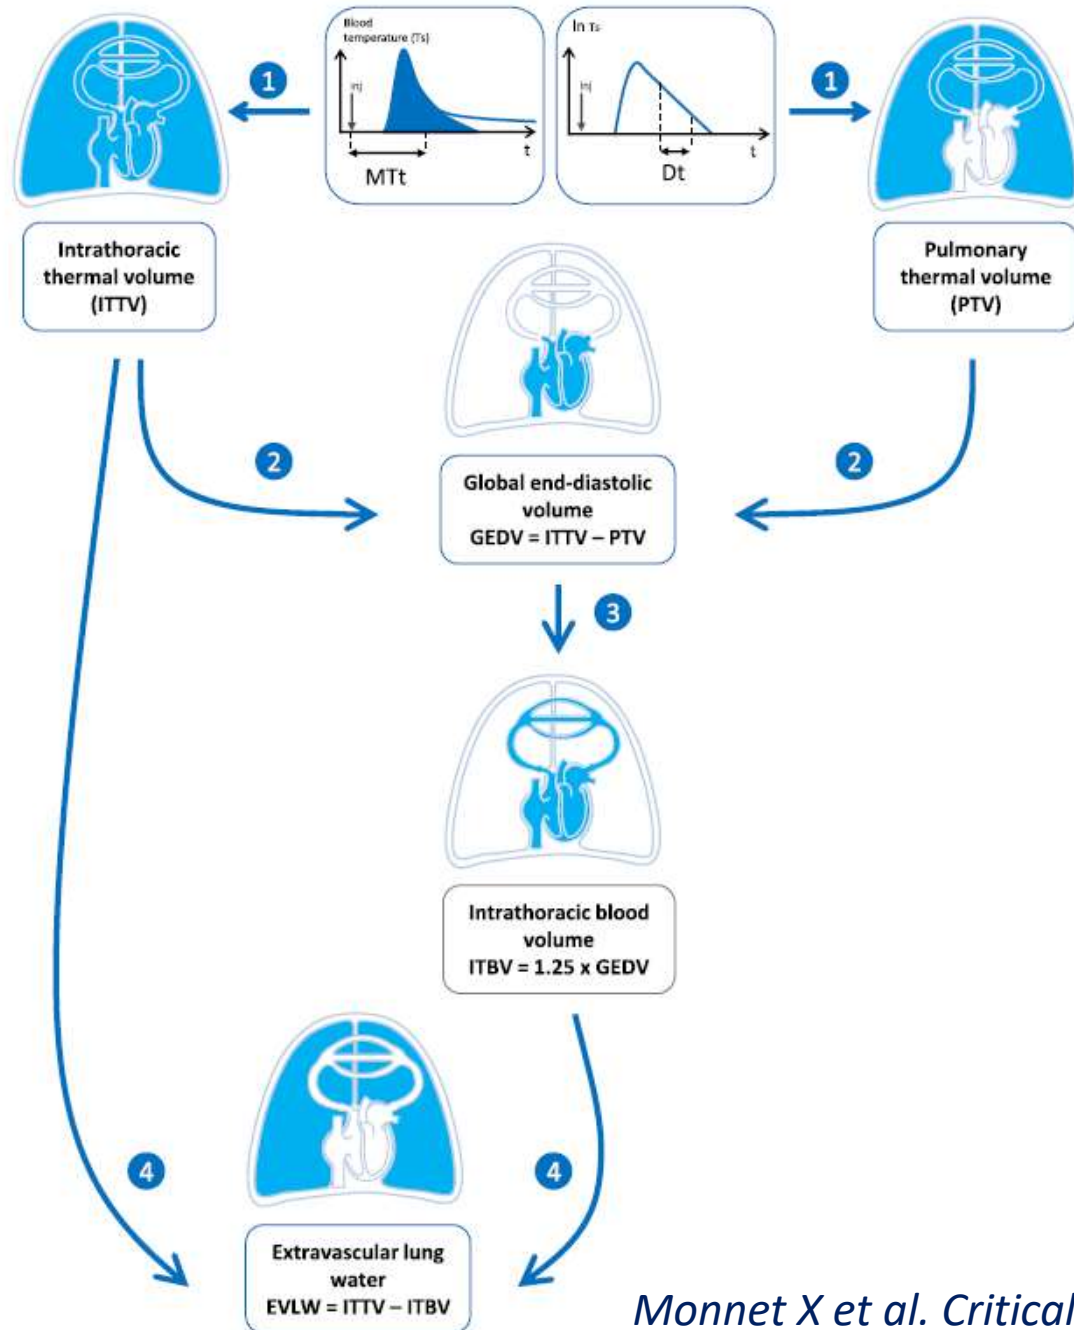 Blood
temperature (Ts)
Inj
t
MTt
ln Ts
Inj
t
Dt
1
1
Intrathoracic
thermal volume
(ITTV)
Pulmonary
thermal volume
(PTV)
2
2
Global end-diastolic
volume
GEDV = ITTV – PTV
3
Intrathoracic blood
volume
ITBV = 1.25 x GEDV
4
4
Extravascular lung
water
EVLW = ITTV – ITBV
Monnet X et al. Critical